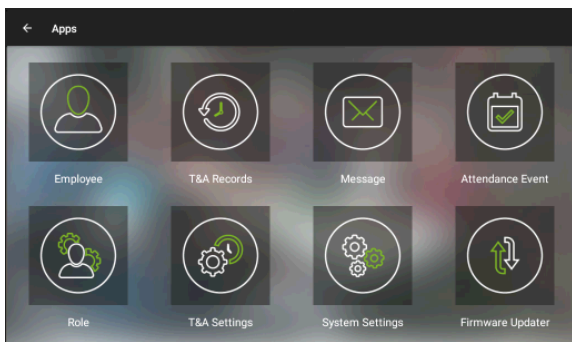 Apps
Employee
T&A Records
Message
Attendance Event
Role
T&A Settings
System Settings
Firmware Updater